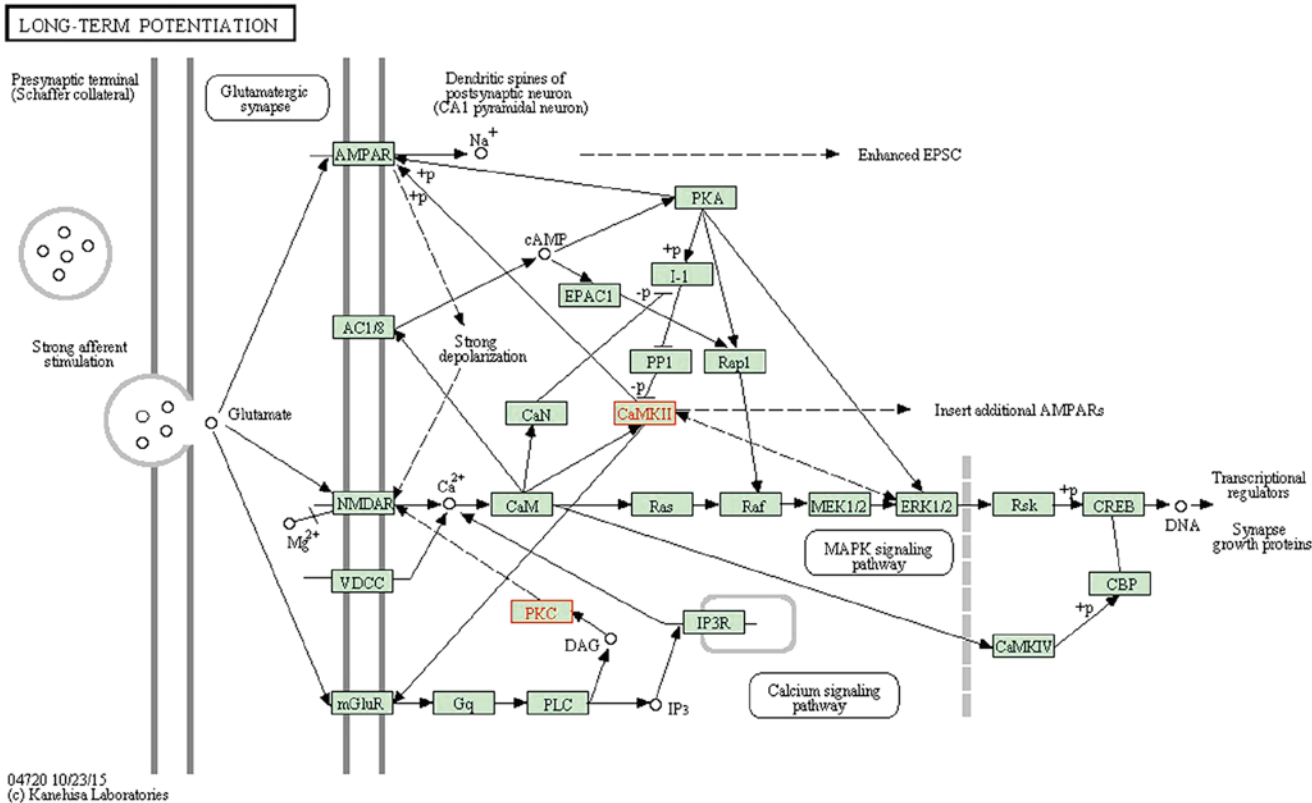 LONG-TERM POTENTIATION
Presynaptic terminal
(Schaffer collateral)
Glutamatergic
synapse
Dendritic spines of
postsynaptic neuron
(CA1 pyramidal neuron)
Na+
AMPAR
Enhanced EPSC
+p
+p
PKA
cAMP
+p
I-1
EPAC1
-p
AC1/8
Strong afferent
stimulation
Strong
depolarization
PP1
Rap1
-p
Glutamate
CaN
CaMKII
Insert additional AMPARs
Ca2+
NMDAR
CaM
Ras
Raf
MEK1/2
ERK1/2
Rsk
+p
CREB
DNA
Transcriptional
regulators
Synapse
growth proteins
Mg2+
MAPK signaling
pathway
VDCC
CBP
+p
PKC
IP3R
DAG
CaMKIV
mGluR
Gq
PLC
IP3
Calcium signaling
pathway
04720 10/23/15
(c) Kanehisa Laboratories